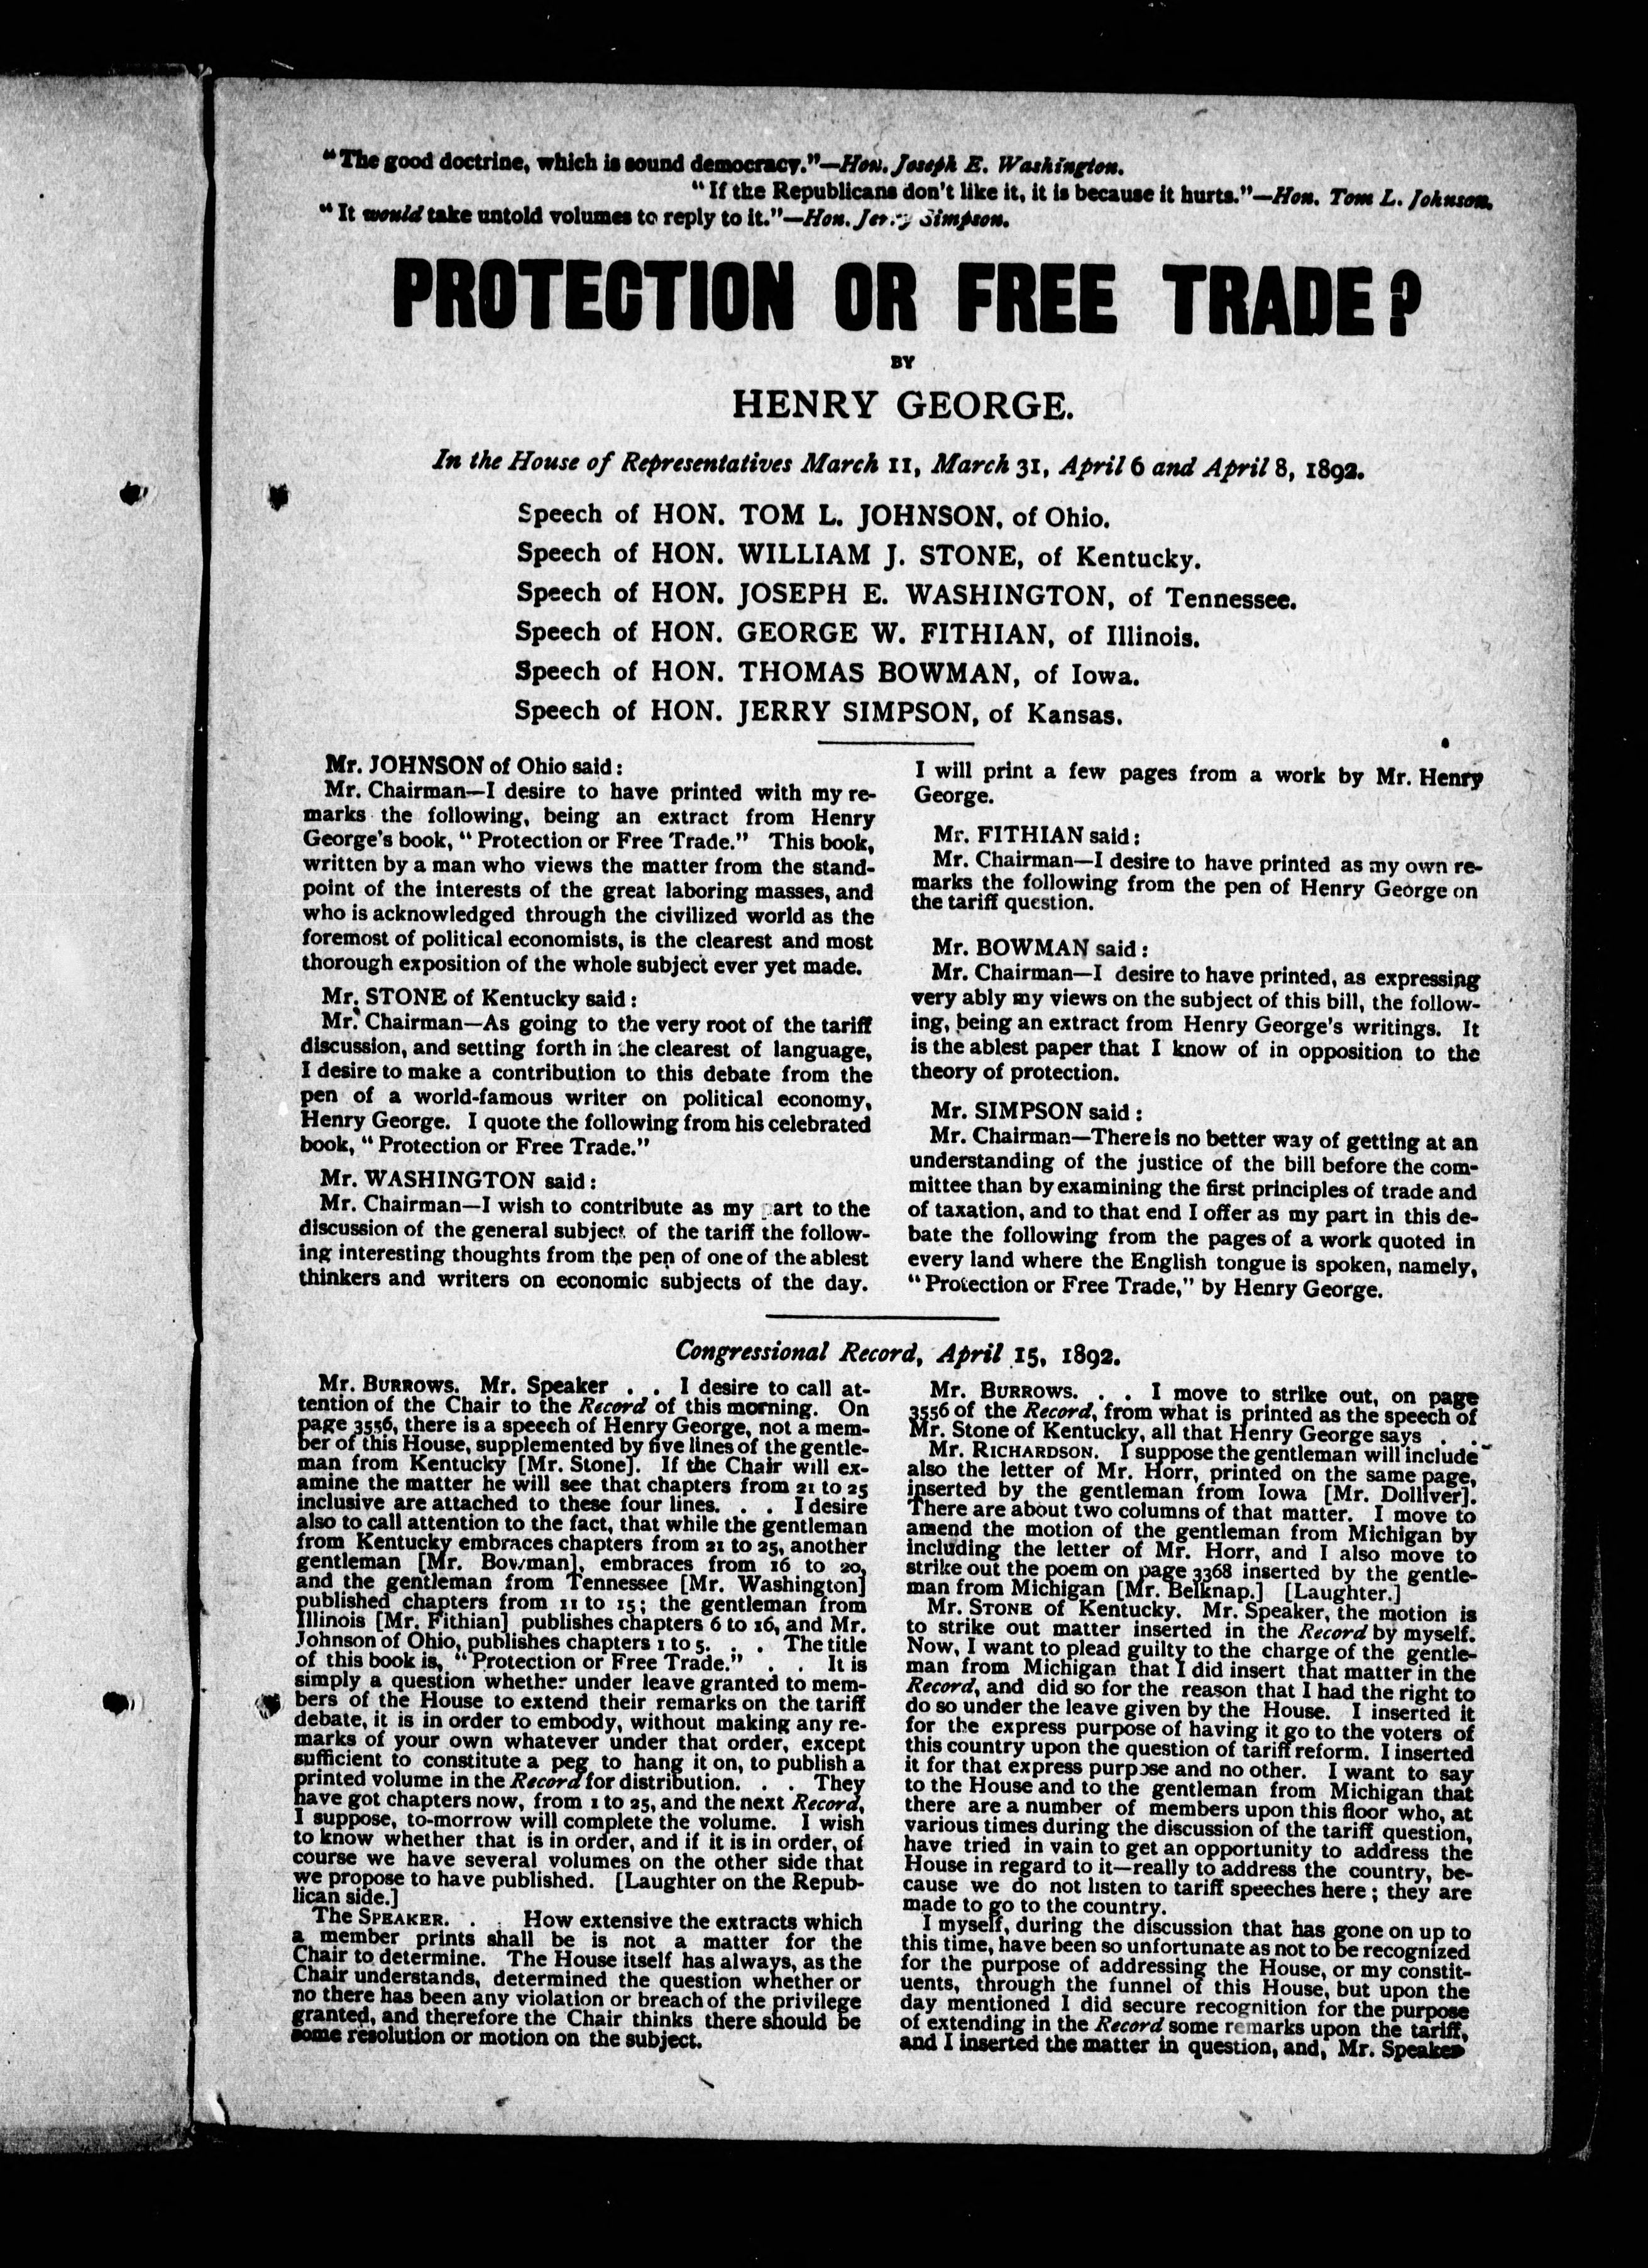 "The good doctrine, which is sound democracy."—Hon. Joseph E. Washington.
"If the Republicans don't like it, it is because it hurts."—Hon. Tom L. Johnson.
"It would take untold volumes to reply to it."—Hon. Jerry Simpson.
PROTECTION OR FREE TRADE?
BY
HENRY GEORGE.
In the House of Representatives March 11, March 31, April 6 and April 8, 1892.
Speech of HON. TOM L. JOHNSON, of Ohio.
Speech of HON. WILLIAM J. STONE, of Kentucky.
Speech of HON. JOSEPH E. WASHINGTON, of Tennessee.
Speech of HON. GEORGE W. FITHIAN, of Illinois.
Speech of HON. THOMAS BOWMAN, of Iowa.
Speech of HON. JERRY SIMPSON, of Kansas.
Mr. JOHNSON of Ohio said:
Mr. Chairman—I desire to have printed with my re-
marks the following, being an extract from Henry
George's book, "Protection or Free Trade." This book,
written by a man who views the matter from the stand-
point of the interests of the great laboring masses, and
who is acknowledged through the civilized world as the
foremost of political economists, is the clearest and most
thorough exposition of the whole subject ever yet made.
Mr. STONE of Kentucky said:
Mr. Chairman—As going to the very root of the tariff
discussion, and setting forth in the clearest of language,
I desire to make a contribution to this debate from the
pen of a world-famous writer on political economy,
Henry George. I quote the following from his celebrated
book, "Protection or Free Trade."
Mr. WASHINGTON said:
Mr. Chairman—I wish to contribute as my part to the
discussion of the general subject of the tariff the follow-
ing interesting thoughts from the pen of one of the ablest
thinkers and writers on economic subjects of the day.
I will print a few pages from a work by Mr. Henry
George.
Mr. FITHIAN said:
Mr. Chairman—I desire to have printed as my own re-
marks the following from the pen of Henry George on
the tariff question.
Mr. BOWMAN said:
Mr. Chairman—I desire to have printed, as expressing
very ably my views on the subject of this bill, the follow-
ing, being an extract from Henry George's writings. It
is the ablest paper that I know of in opposition to the
theory of protection.
Mr. SIMPSON said:
Mr. Chairman—There is no better way of getting at an
understanding of the justice of the bill before the com-
mittee than by examining the first principles of trade and
of taxation, and to that end I offer as my part in this de-
bate the following from the pages of a work quoted in
every land where the English tongue is spoken, namely,
"Protection or Free Trade," by Henry George.
Congressional Record, April 15, 1892.
Mr. BURROWS. Mr. Speaker . . I desire to call at-
tention of the Chair to the Record of this morning. On
page 3556, there is a speech of Henry George, not a mem-
ber of this House, supplemented by five lines of the gentle-
man from Kentucky [Mr. Stone]. If the Chair will ex-
amine the matter he will see that chapters from 21 to 25
inclusive are attached to these four lines. . . I desire
also to call attention to the fact, that while the gentleman
from Kentucky embraces chapters from 21 to 25, another
gentleman [Mr. Bowman], embraces from 16 to 20,
and the gentleman from Tennessee [Mr. Washington]
published chapters from 11 to 15; the gentleman from
Illinois [Mr. Fithian] publishes chapters 6 to 16, and Mr.
Johnson of Ohio, publishes chapters 1 to 5. . . The title
of this book is, "Protection or Free Trade." . . It is
simply a question whether under leave granted to mem-
bers of the House to extend their remarks on the tariff
debate, it is in order to embody, without making any re-
marks of your own whatever under that order, except
sufficient to constitute a peg to hang it on, to publish a
printed volume in the Record for distribution. . . They
have got chapters now, from 1 to 25, and the next Record,
I suppose, to-morrow will complete the volume. I wish
to know whether that is in order, and if it is in order, of
course we have several volumes on the other side that
we propose to have published. [Laughter on the Repub-
lican side.]
The SPEAKER. . . How extensive the extracts which
a member prints shall be is not a matter for the
Chair to determine. The House itself has always, as the
Chair understands, determined the question whether or
no there has been any violation or breach of the privilege
granted, and therefore the Chair thinks there should be
some resolution or motion on the subject.
Mr. BURROWS. . . I move to strike out, on page
3556 of the Record, from what is printed as the speech of
Mr. Stone of Kentucky, all that Henry George says . .
Mr. RICHARDSON. I suppose the gentleman will include
also the letter of Mr. Horr, printed on the same page,
inserted by the gentleman from Iowa [Mr. Dolliver].
There are about two columns of that matter. I move to
amend the motion of the gentleman from Michigan by
including the letter of Mr. Horr, and I also move to
strike out the poem on page 3368 inserted by the gentle-
man from Michigan [Mr. Belknap.] [Laughter.]
Mr. STONE of Kentucky. Mr. Speaker, the motion is
to strike out matter inserted in the Record by myself.
Now, I want to plead guilty to the charge of the gentle-
man from Michigan that I did insert that matter in the
Record, and did so for the reason that I had the right to
do so under the leave given by the House. I inserted it
for the express purpose of having it go to the voters of
this country upon the question of tariff reform. I inserted
it for that express purpose and no other. I want to say
to the House and to the gentleman from Michigan that
there are a number of members upon this floor who, at
various times during the discussion of the tariff question,
have tried in vain to get an opportunity to address the
House in regard to it—really to address the country, be-
cause we do not listen to tariff speeches here; they are
made to go to the country.
I myself, during the discussion that has gone on up to
this time, have been so unfortunate as not to be recognized
for the purpose of addressing the House, or my constit-
uents, through the funnel of this House, but upon the
day mentioned I did secure recognition for the purpose
of extending in the Record some remarks upon the tariff,
and I inserted the matter in question, and, Mr. Speaker